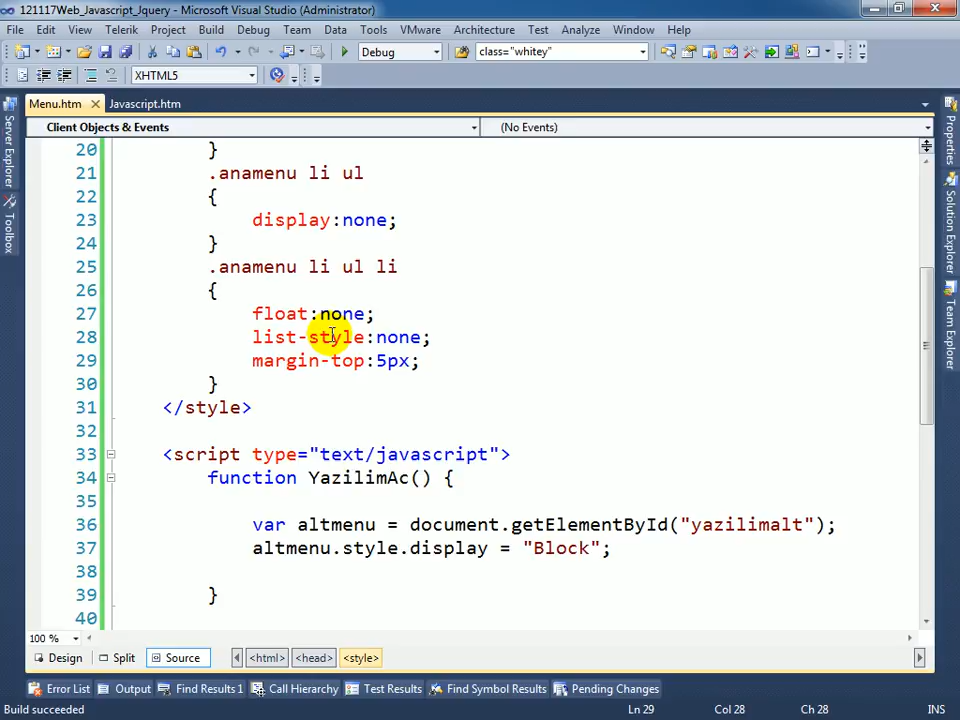 121117Web_Javascript_Jquery - Microsoft Visual Studio (Administrator)
File Edit View Telerik Project Build Debug Team Data Tools VMware Architecture Test Analyze Window Help
Debug class="whitey"
XHTML5
Menu.htm Javascript.htm
Client Objects & Events (No Events)
20 }
21 .anamenu li ul
22 {
23 display:none;
24 }
25 .anamenu li ul li
26 {
27 float:none;
28 list-style:none;
29 margin-top:5px;
30 }
31 </style>
32
33 <script type="text/javascript">
34 function YazilimAc() {
35
36 var altmenu = document.getElementById("yazilimalt");
37 altmenu.style.display = "Block";
38
39 }
40
100 %
Design Split Source <html> <head> <style>
Error List Output Find Results 1 Call Hierarchy Test Results Find Symbol Results Pending Changes
Build succeeded Ln 29 Col 28 Ch 28 INS
Server Explorer
Toolbox
Properties
Solution Explorer
Team Explorer